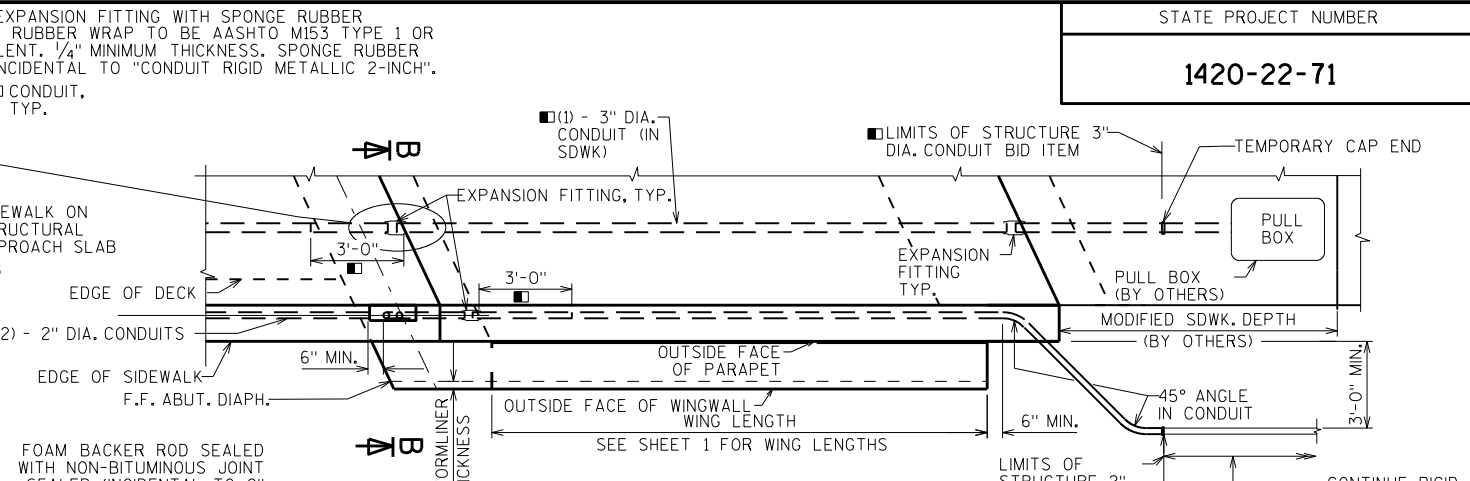 EXPANSION FITTING WITH SPONGE RUBBER
RUBBER WRAP TO BE AASHTO M153 TYPE 1 OR
LENT. 1/4" MINIMUM THICKNESS. SPONGE RUBBER
NCIDENTAL TO "CONDUIT RIGID METALLIC 2-INCH".
CONDUIT,
TYP.
STATE PROJECT NUMBER
1420-22-71
B
(1) - 3" DIA.
CONDUIT (IN
SDWK)
LIMITS OF STRUCTURE 3"
DIA. CONDUIT BID ITEM
TEMPORARY CAP END
EWALK ON
RUCTURAL
PROACH SLAB
EXPANSION FITTING, TYP.
PULL
BOX
3'-0"
EXPANSION
FITTING
TYP.
3'-0"
PULL BOX
(BY OTHERS)
EDGE OF DECK
2) - 2" DIA. CONDUITS
MODIFIED SDWK. DEPTH
(BY OTHERS)
6" MIN.
OUTSIDE FACE
OF PARAPET
EDGE OF SIDEWALK
F.F. ABUT. DIAPH.
3'-0" MIN.
45° ANGLE
IN CONDUIT
OUTSIDE FACE OF WINGWALL
WING LENGTH
6" MIN.
SEE SHEET 1 FOR WING LENGTHS
ORMLINER
ICKNESS
B
FOAM BACKER ROD SEALED
WITH NON-BITUMINOUS JOINT
LIMITS OF
STRUCTURE 2"
CONTINUE RIGID